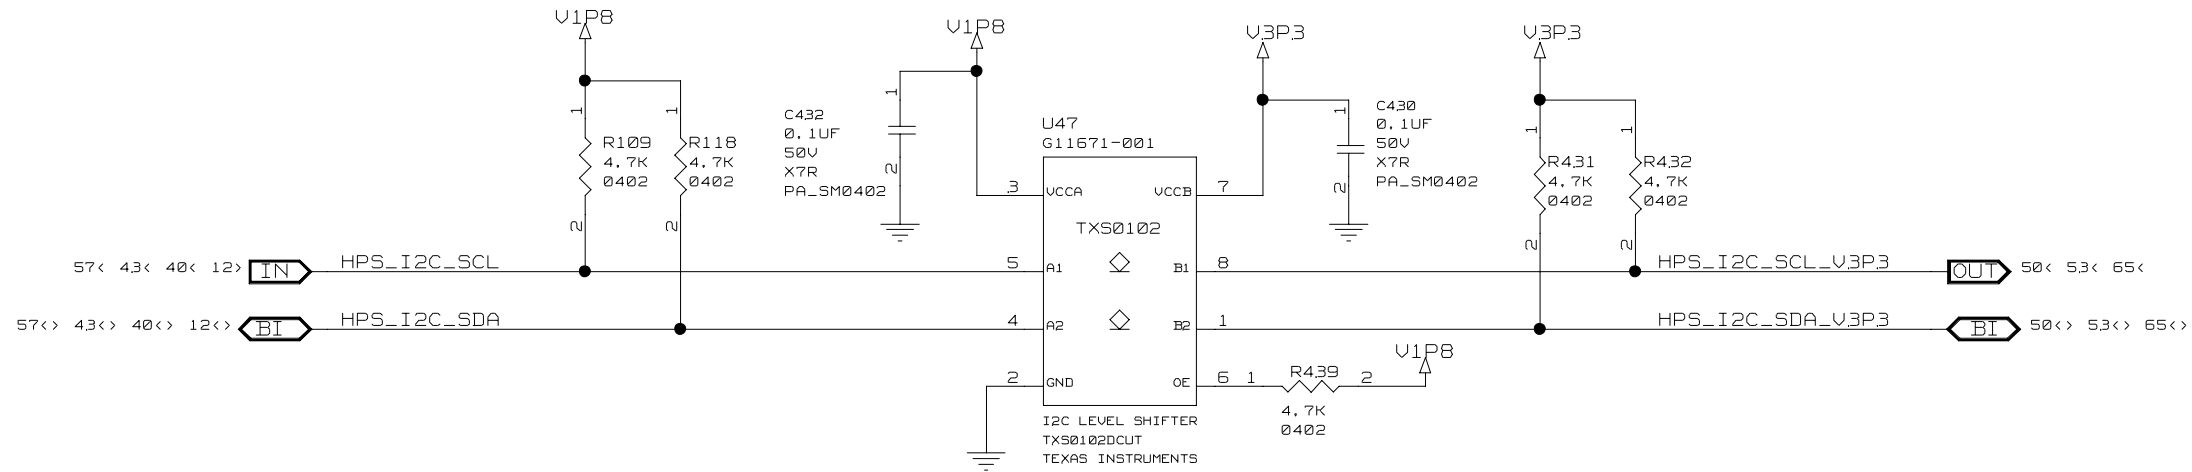 V1P8
V1P8
V3P3
V3P3
1
R109
4.7K
0402
2
1
R118
4.7K
0402
2
C432
0.1UF
50V
X7R
PA_SM0402
1
2
U47
G11671-001
C430
0.1UF
50V
X7R
PA_SM0402
1
2
1
R431
4.7K
0402
2
1
R432
4.7K
0402
2
3 VCCA VCCB 7
TXS0102
57< 43< 40< 12> IN HPS_I2C_SCL 5 A1 B1 8 HPS_I2C_SCL_V3P3 OUT 50< 53< 65<
57<> 43<> 40<> 12<> BI HPS_I2C_SDA 4 A2 B2 1 HPS_I2C_SDA_V3P3 BI 50<> 53<> 65<>
2 GND OE 6 1 R439 2 V1P8
4.7K
0402
I2C LEVEL SHIFTER
TXS0102DCUT
TEXAS INSTRUMENTS